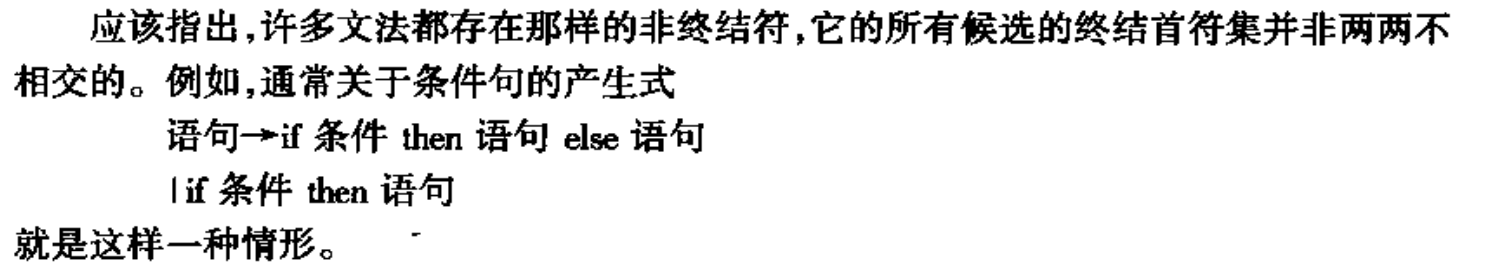 应该指出,许多文法都存在那样的非终结符,它的所有候选的终结首符集并非两两不
相交的。例如,通常关于条件句的产生式
语句→if 条件 then 语句 else 语句
|if 条件 then 语句
就是这样一种情形。